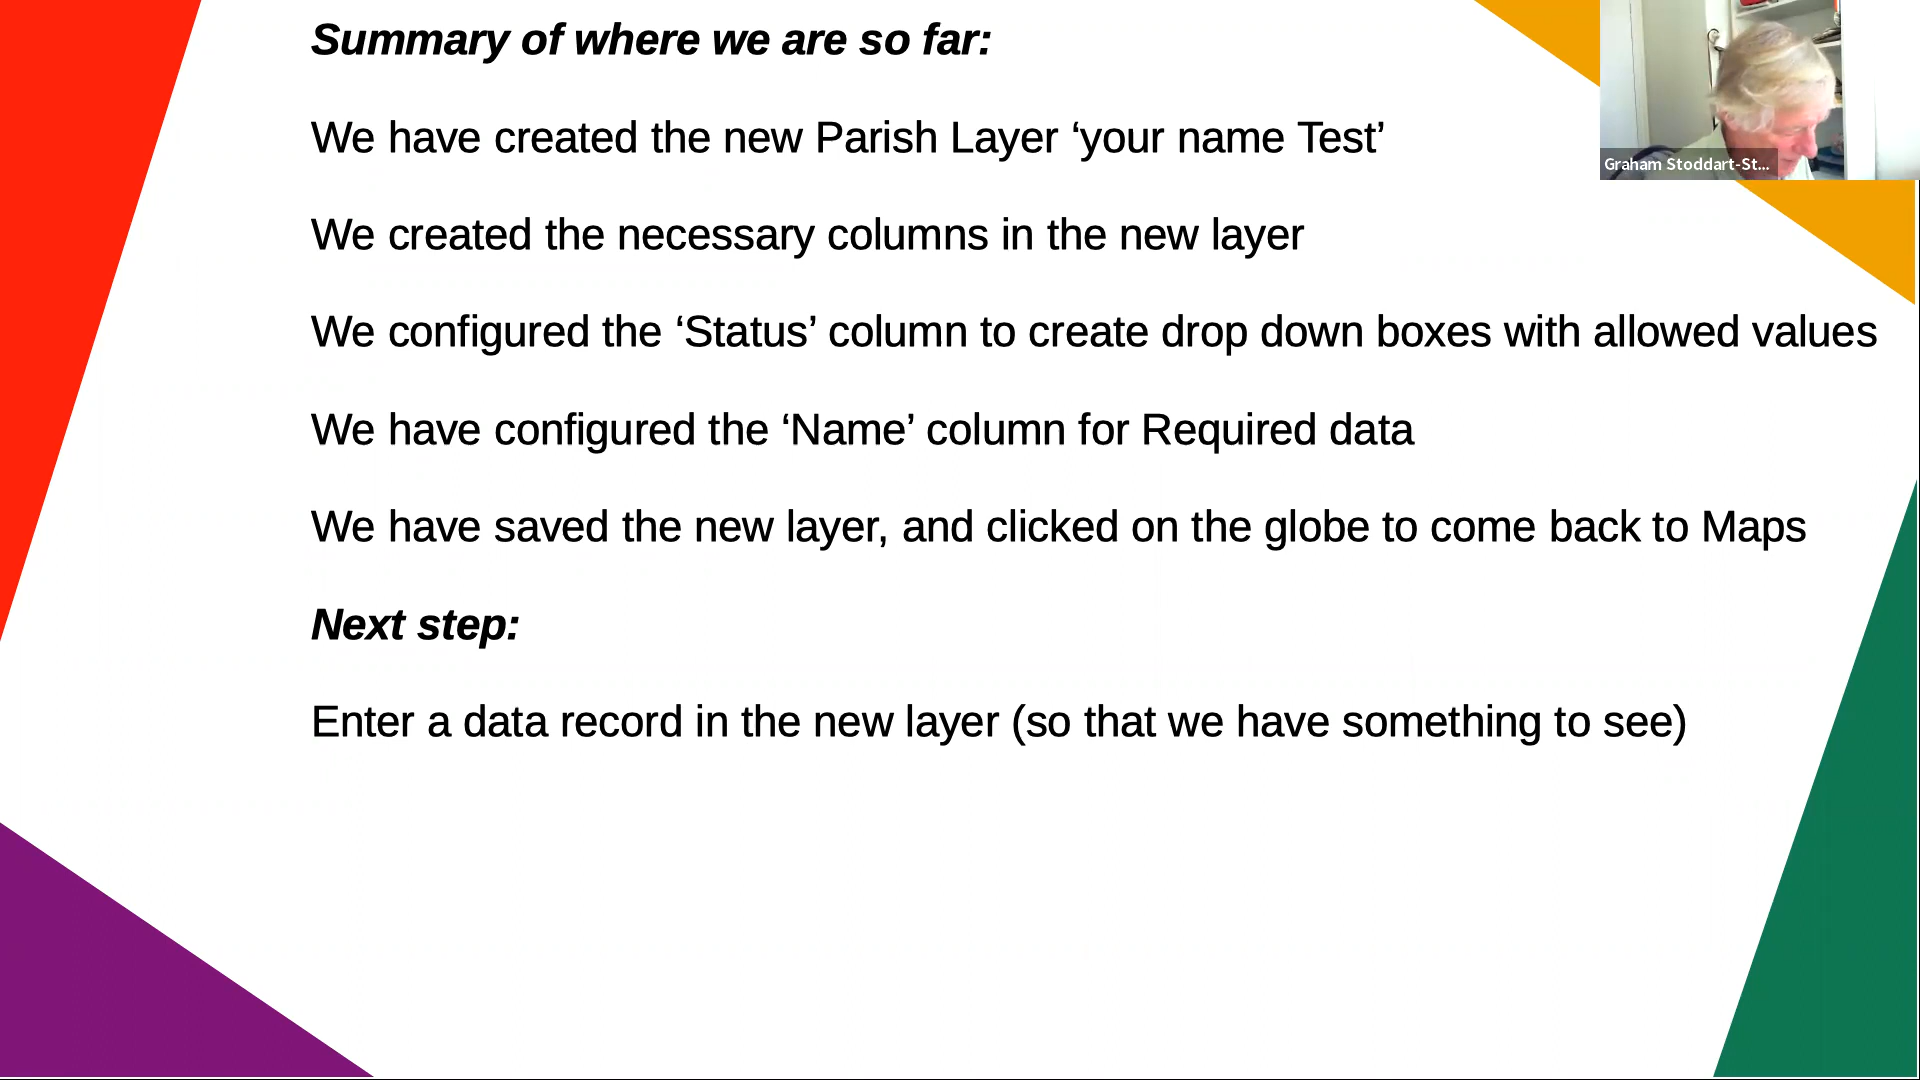 Summary of where we are so far:
We have created the new Parish Layer ‘your name Test’
We created the necessary columns in the new layer
We configured the ‘Status’ column to create drop down boxes with allowed values
We have configured the ‘Name’ column for Required data
We have saved the new layer, and clicked on the globe to come back to Maps
Next step:
Enter a data record in the new layer (so that we have something to see)
Graham Stoddart-St...